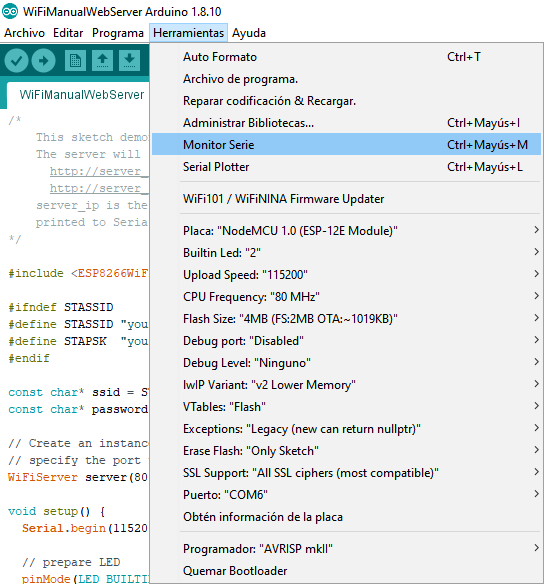 WiFiManualWebServer Arduino 1.8.10
Archivo Editar Programa Herramientas Ayuda
WiFiManualWebServer
Auto Formato Ctrl+T
Archivo de programa.
Reparar codificación & Recargar.
Administrar Bibliotecas... Ctrl+Mayús+I
Monitor Serie Ctrl+Mayús+M
Serial Plotter Ctrl+Mayús+L
WiFi101 / WiFiNINA Firmware Updater
Placa: "NodeMCU 1.0 (ESP-12E Module)"
Builtin Led: "2"
Upload Speed: "115200"
CPU Frequency: "80 MHz"
Flash Size: "4MB (FS:2MB OTA:~1019KB)"
Debug port: "Disabled"
Debug Level: "Ninguno"
lwIP Variant: "v2 Lower Memory"
VTables: "Flash"
Exceptions: "Legacy (new can return nullptr)"
Erase Flash: "Only Sketch"
SSL Support: "All SSL ciphers (most compatible)"
Puerto: "COM6"
Obtén información de la placa
Programador: "AVRISP mkII"
Quemar Bootloader
/*
This sketch demo
The server will
http://server_
http://server_
server_ip is the
printed to Seria
*/
#include <ESP8266WiF
#ifndef STASSID
#define STASSID "you
#define STAPSK "you
#endif
const char* ssid = S
const char* password
// Create an instanc
// specify the port
WiFiServer server(80
void setup() {
Serial.begin(11520
// prepare LED
pinMode(LED_BUILTI